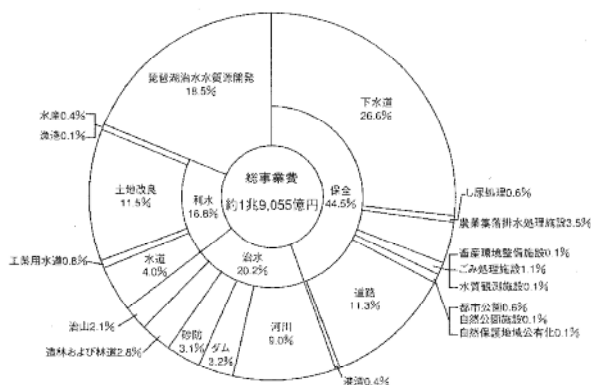 琵琶湖治水水質源開発
18.5%
下水道
26.6%
水産0.4%
漁港0.1%
土地改良
11.5%
利水
16.8%
総事業費
約1兆9,055億円
保全
44.5%
し尿処理0.6%
農業集落排水処理施設3.5%
畜産環境整備施設0.1%
ごみ処理施設1.1%
水質観測施設0.1%
工業用水道0.8%
水道
4.0%
治水
20.2%
道路
11.3%
都市公園0.6%
自然公園施設0.1%
自然保護地域公有化0.1%
治山2.1%
造林および林道2.8%
砂防
3.1%
ダム
3.2%
河川
9.0%
港湾0.4%